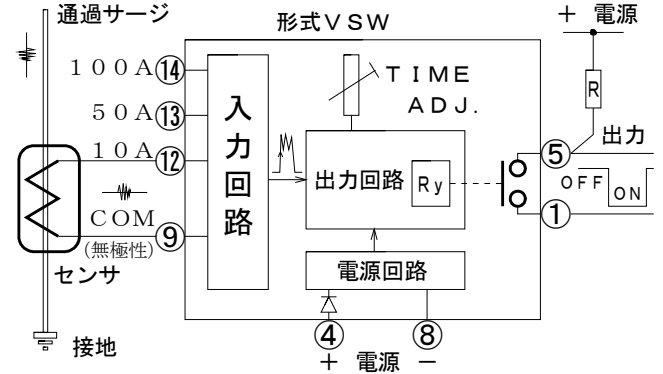 通過サージ
形式VSW
+ 電源
100A⑭
50A⑬
10A⑫
COM
(無極性)
⑨
センサ
接地
入力回路
TIME
ADJ.
出力回路
Ry
電源回路
④
⑧
+ 電源 −
R
出力
⑤
OFF
ON
①